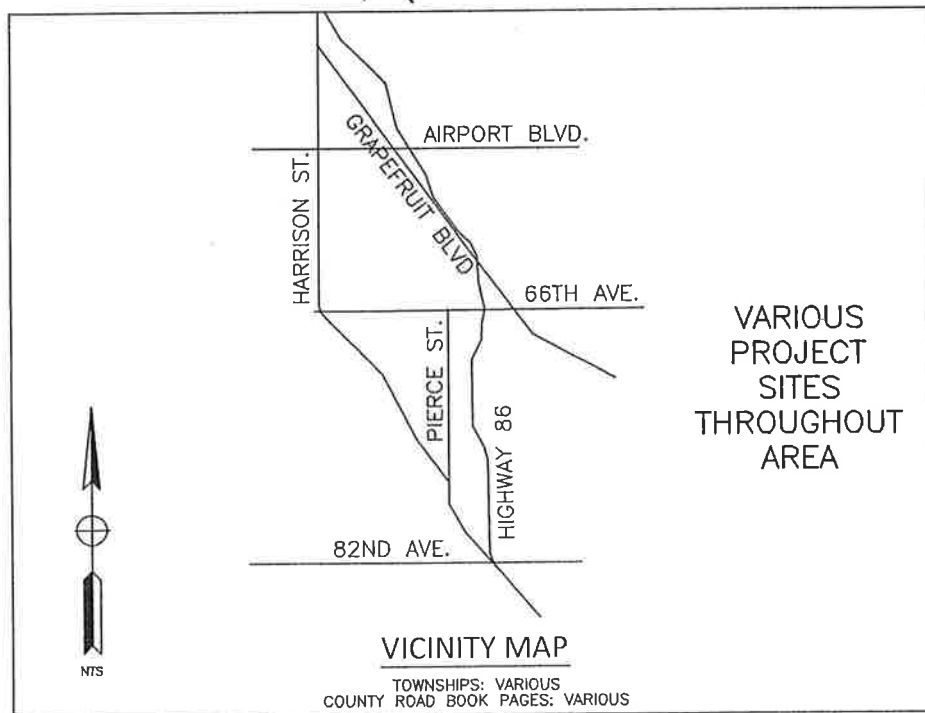 AIRPORT BLVD.
GRAPEFRUIT BLVD
HARRISON ST.
66TH AVE.
PIERCE ST.
HIGHWAY 86
82ND AVE.
VARIOUS
PROJECT
SITES
THROUGHOUT
AREA
NTS
VICINITY MAP
TOWNSHIPS: VARIOUS
COUNTY ROAD BOOK PAGES: VARIOUS